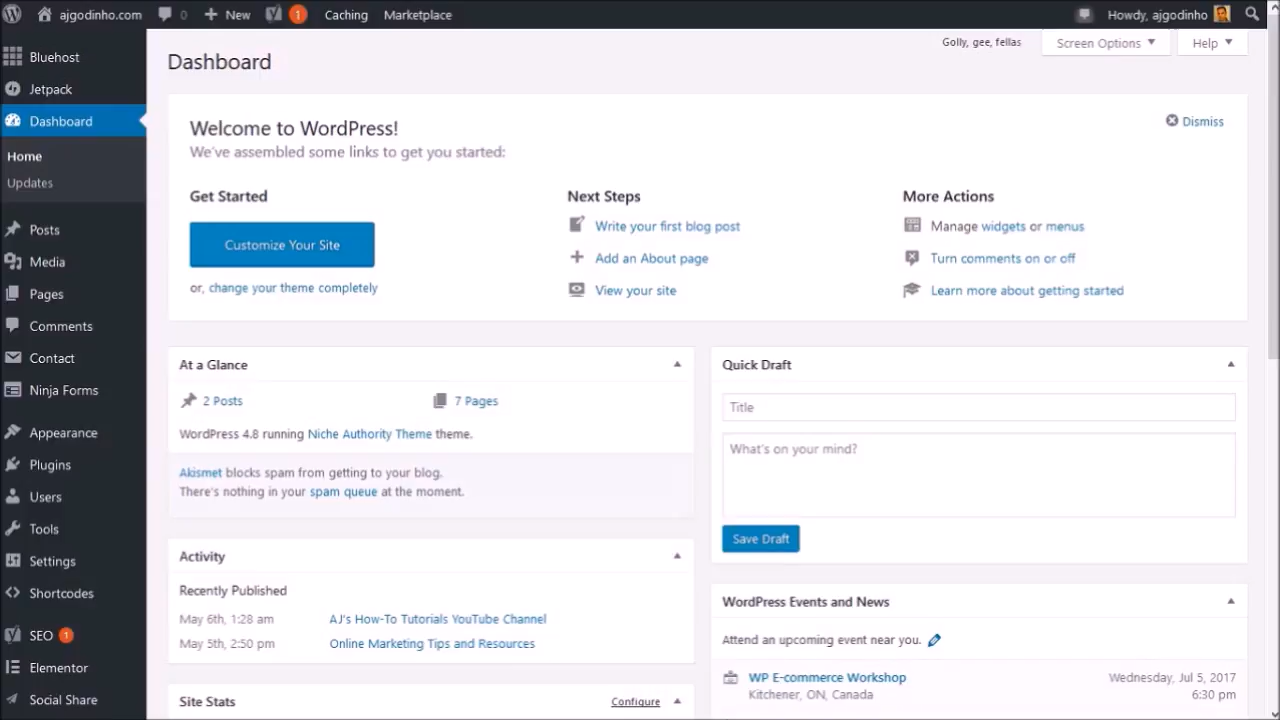 ajgodinho.com
0
New
1
Caching
Marketplace
Howdy, ajgodinho
Bluehost
Jetpack
Dashboard
Home
Updates
Posts
Media
Pages
Comments
Contact
Ninja Forms
Appearance
Plugins
Users
Tools
Settings
Shortcodes
SEO 1
Elementor
Social Share
Golly, gee, fellas
Screen Options
Help
Dashboard
Welcome to WordPress!
We've assembled some links to get you started:
Dismiss
Get Started
Customize Your Site
or, change your theme completely
Next Steps
Write your first blog post
Add an About page
View your site
More Actions
Manage widgets or menus
Turn comments on or off
Learn more about getting started
At a Glance
2 Posts
7 Pages
WordPress 4.8 running Niche Authority Theme theme.
Akismet blocks spam from getting to your blog.
There's nothing in your spam queue at the moment.
Activity
Recently Published
May 6th, 1:28 am AJ's How-To Tutorials YouTube Channel
May 5th, 2:50 pm Online Marketing Tips and Resources
Site Stats
Configure
Quick Draft
Title
What's on your mind?
Save Draft
WordPress Events and News
Attend an upcoming event near you.
WP E-commerce Workshop
Kitchener, ON, Canada
Wednesday, Jul 5, 2017
6:30 pm